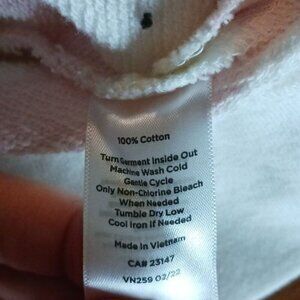 100% Cotton
Turn Garment Inside Out
Machine Wash Cold
Gentle Cycle
Only Non-Chlorine Bleach
When Needed
Tumble Dry Low
Cool Iron If Needed
Made in Vietnam
CA# 23147
VN259 02/22